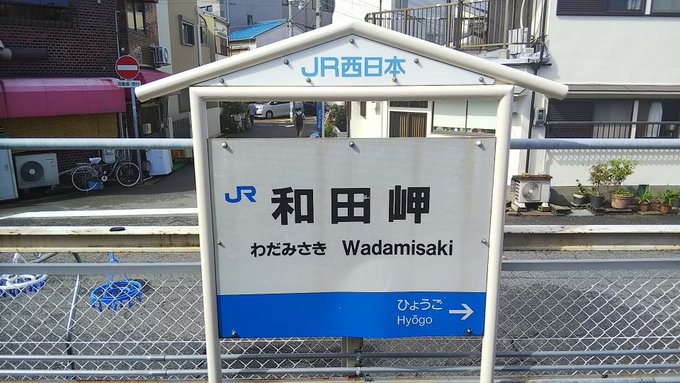 JR西日本
JR 和田岬
わだみさき Wadamisaki
ひょうご
Hyōgo →